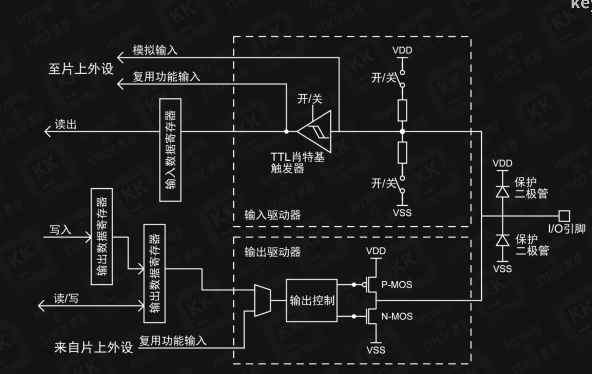 key
模拟输入
至片上外设
复用功能输入
VDD
开/关
开/关
读出
输入数据寄存器
TTL肖特基
触发器
开/关
VSS
输入驱动器
VDD
保护
二极管
I/O引脚
保护
二极管
VSS
写入
输出数据寄存器
输出数据寄存器
读/写
输出驱动器
VDD
P-MOS
输出控制
N-MOS
VSS
来自片上外设
复用功能输入